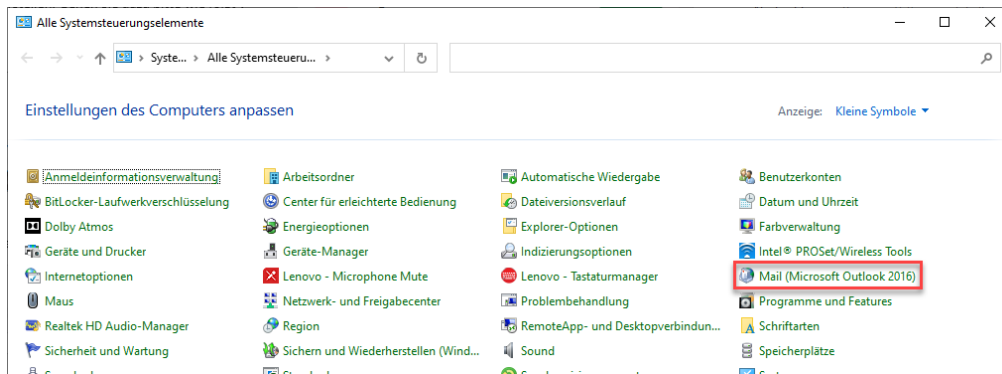 Alle Systemsteuerungselemente
Syste... > Alle Systemsteueru... >
Einstellungen des Computers anpassen
Anzeige: Kleine Symbole
Anmeldeinformationsverwaltung Arbeitsordner Automatische Wiedergabe Benutzerkonten
BitLocker-Laufwerkverschlüsselung Center für erleichterte Bedienung Dateiversionsverlauf Datum und Uhrzeit
Dolby Atmos Energieoptionen Explorer-Optionen Farbverwaltung
Geräte und Drucker Geräte-Manager Indizierungsoptionen Intel® PROSet/Wireless Tools
Internetoptionen Lenovo - Microphone Mute Lenovo - Tastaturmanager Mail (Microsoft Outlook 2016)
Maus Netzwerk- und Freigabecenter Problembehandlung Programme und Features
Realtek HD Audio-Manager Region RemoteApp- und Desktopverbindun... Schriftarten
Sicherheit und Wartung Sichern und Wiederherstellen (Wind... Sound Speicherplätze